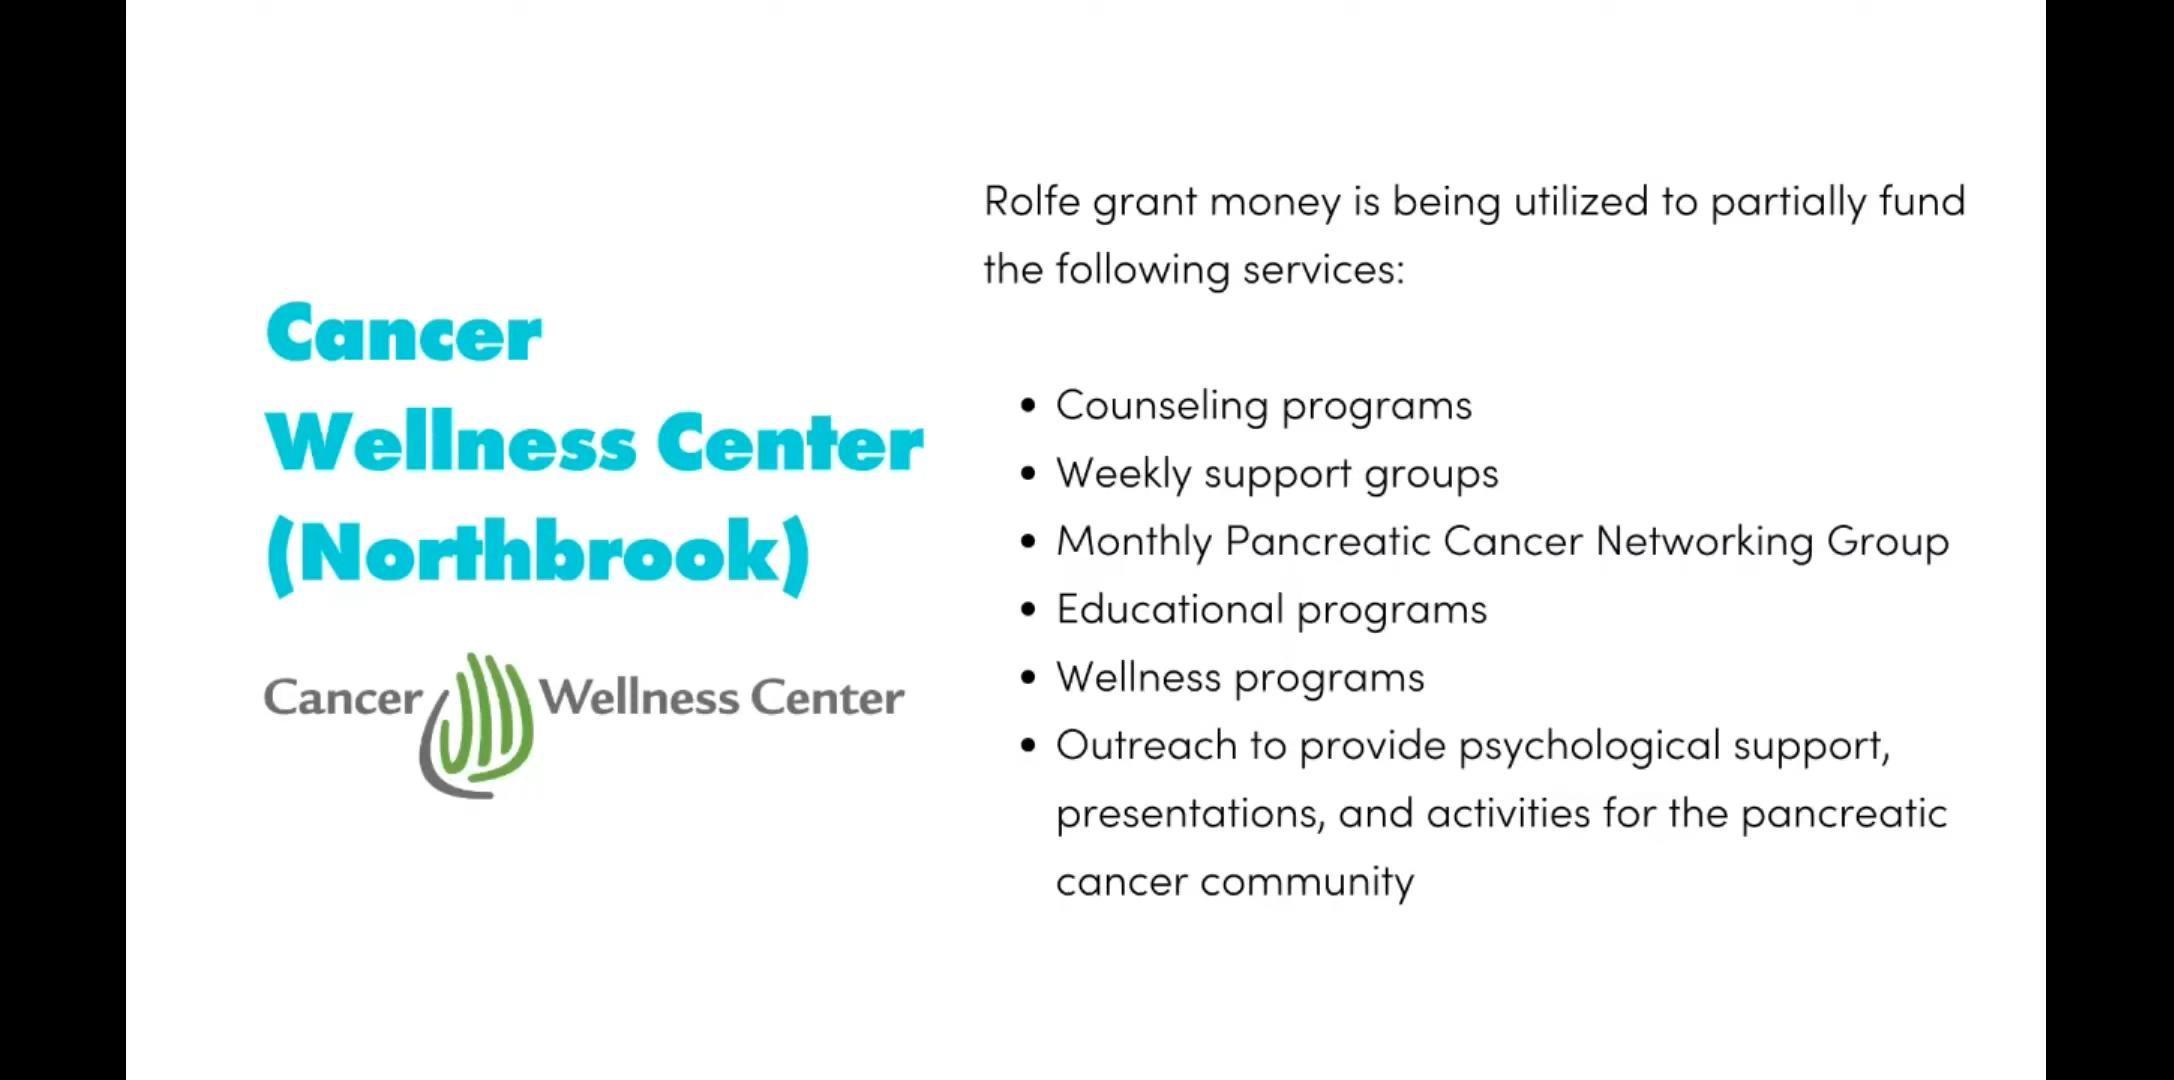 Cancer
Wellness Center
(Northbrook)
Cancer Wellness Center
Rolfe grant money is being utilized to partially fund
the following services:
• Counseling programs
• Weekly support groups
• Monthly Pancreatic Cancer Networking Group
• Educational programs
• Wellness programs
• Outreach to provide psychological support,
presentations, and activities for the pancreatic
cancer community